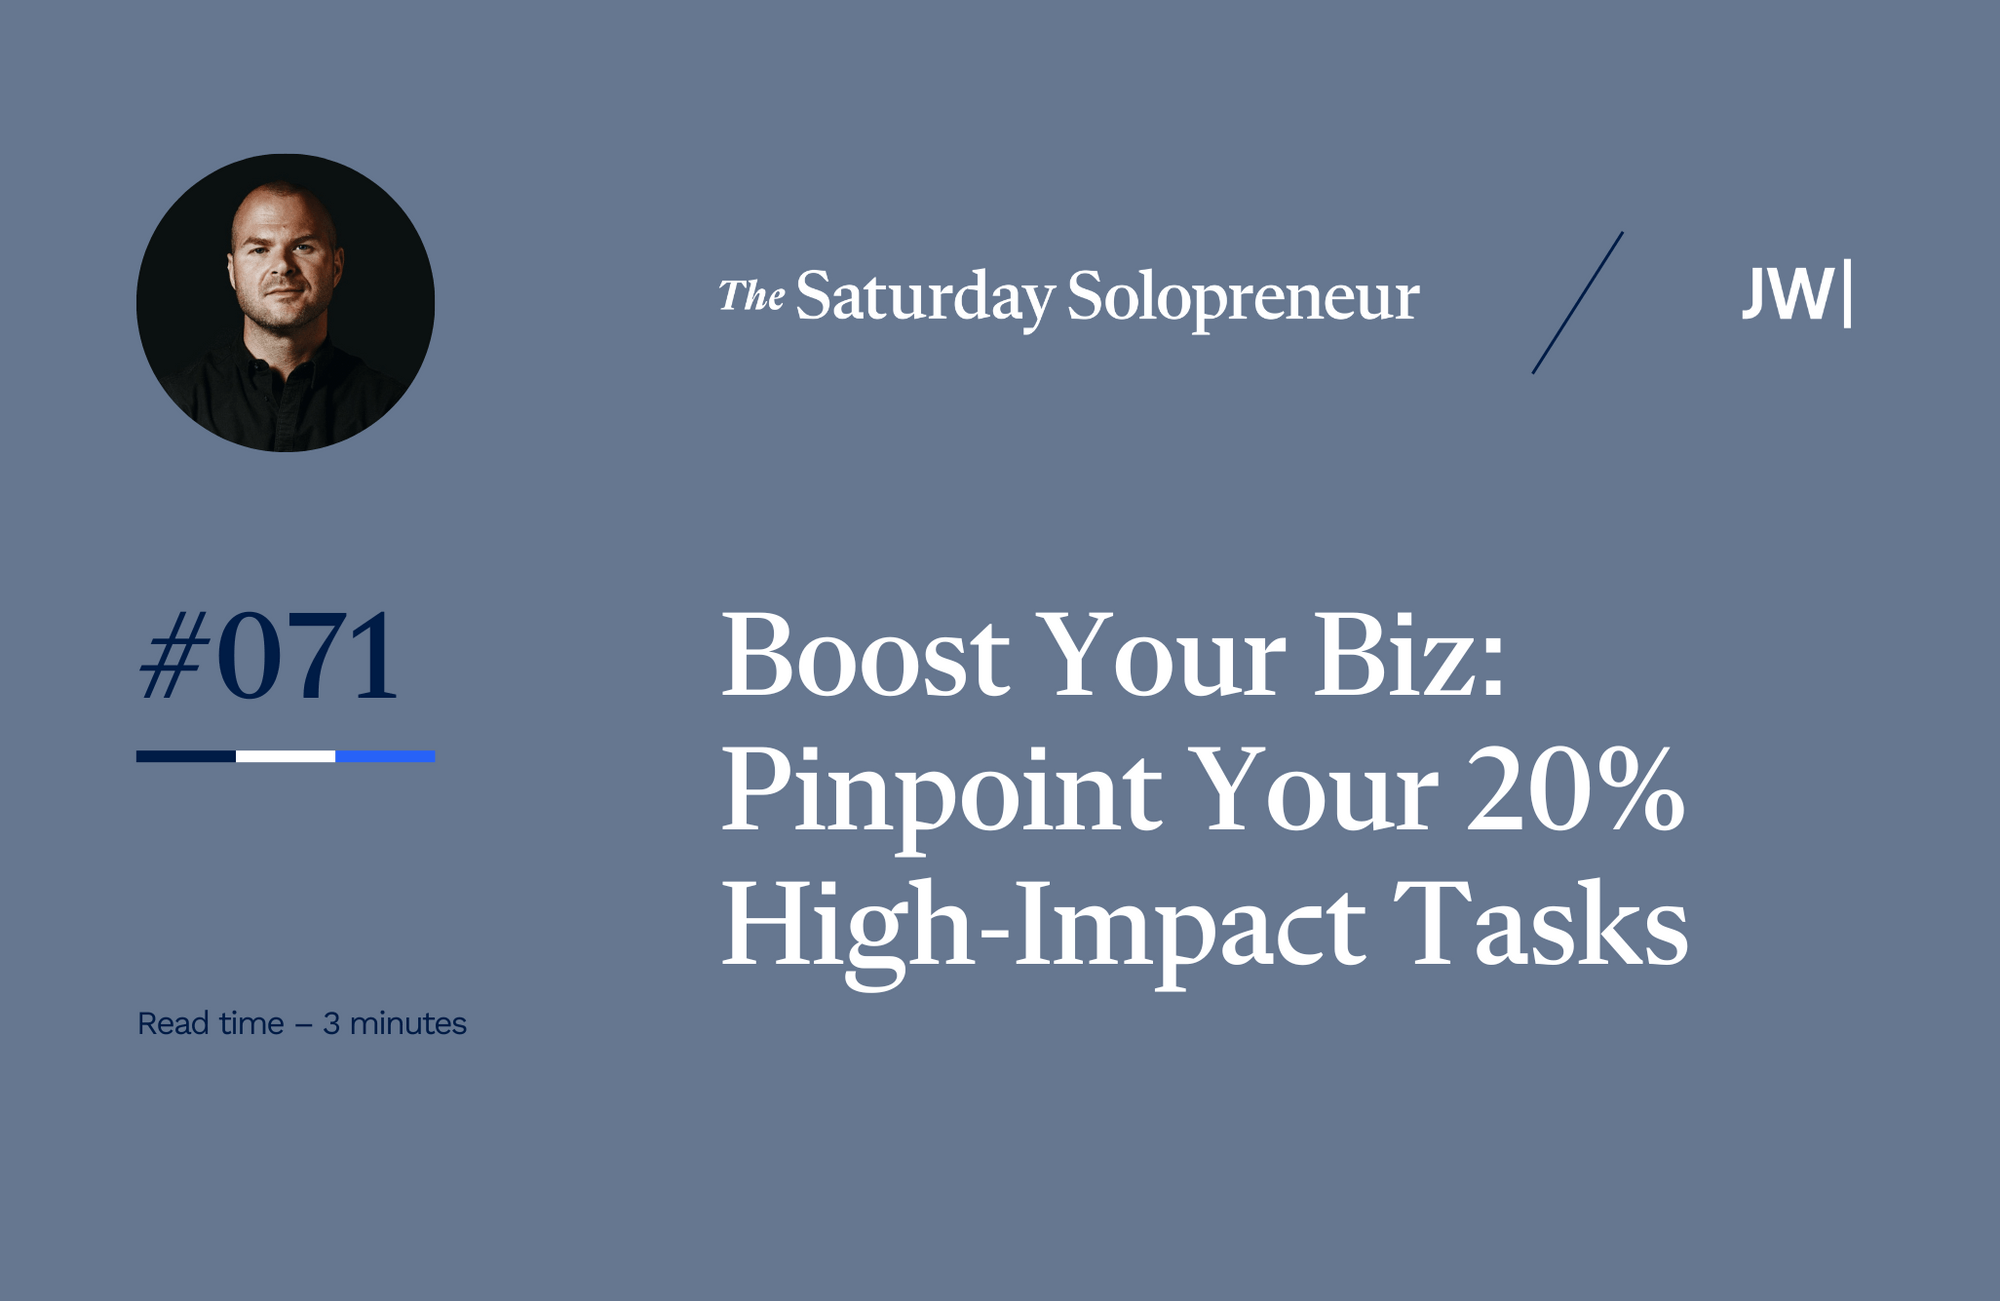 The Saturday Solopreneur
JW|
#071
Boost Your Biz:
Pinpoint Your 20%
High-Impact Tasks
Read time – 3 minutes